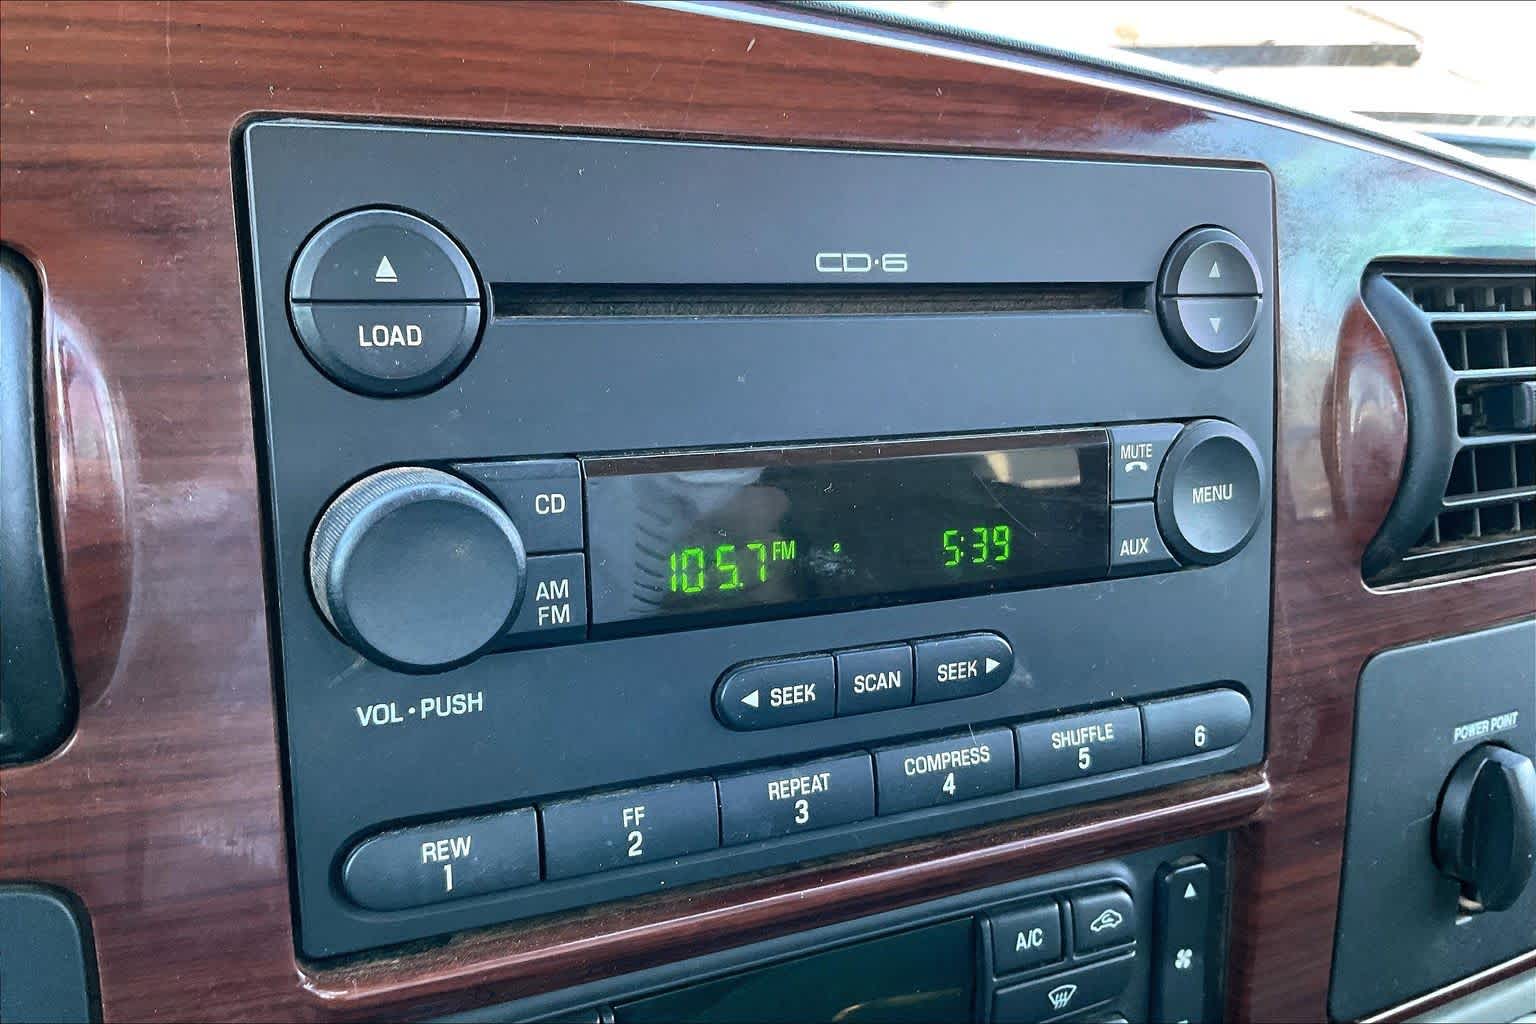 CD·6
LOAD
CD
MUTE
MENU
105.7 FM 2 5:39
AM
FM
AUX
VOL·PUSH
SEEK SCAN SEEK
REW
1
FF
2
REPEAT
3
COMPRESS
4
SHUFFLE
5
6
POWER POINT
A/C